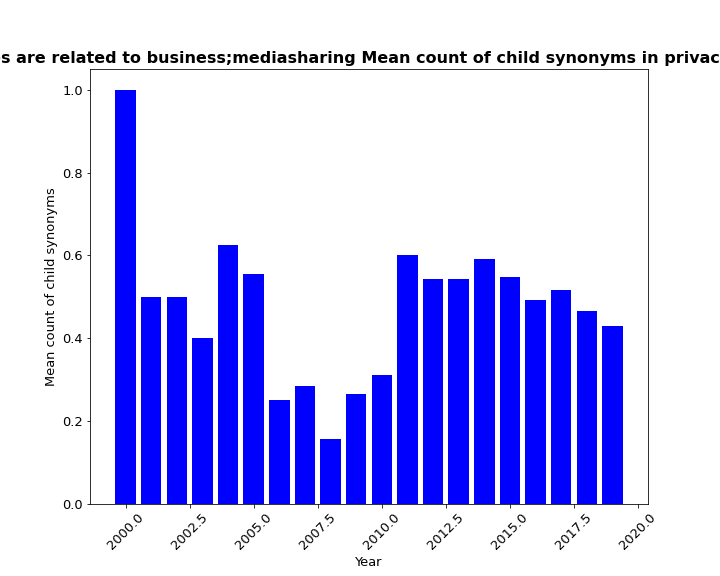 s are related to business;mediasharing Mean count of child synonyms in privac
1.0
0.8
0.6
0.4
0.2
0.0
Mean count of child synonyms
2000.0 2002.5 2005.0 2007.5 2010.0 2012.5 2015.0 2017.5 2020.0
Year